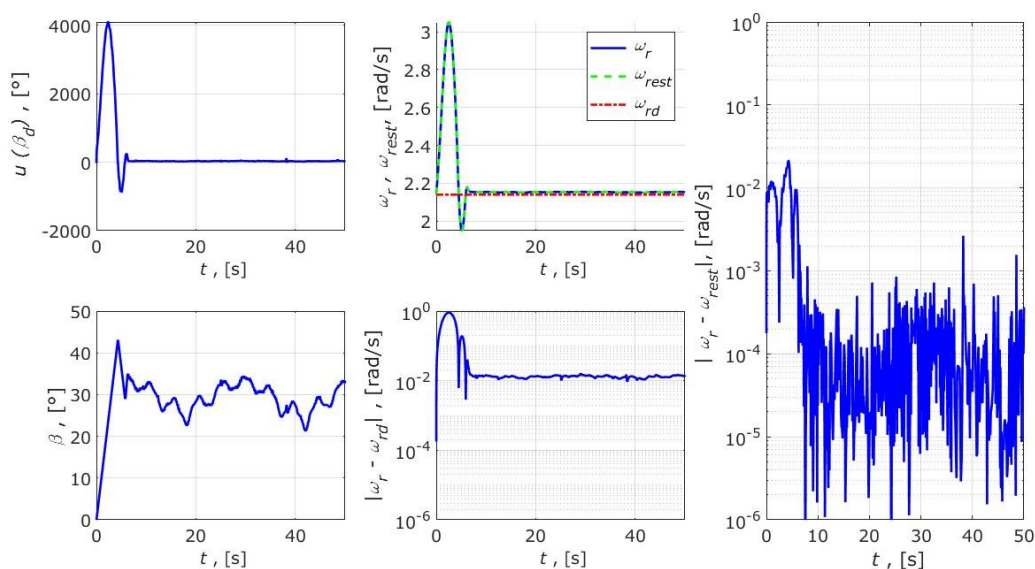 u (β_d) , [°]
4000
2000
0
-2000
0 20 40
t , [s]
ω_r , ω_rest, [rad/s]
3
2.8
2.6
2.4
2.2
2
0 20 40
t , [s]
ω_r
ω_rest
ω_rd
β , [°]
50
40
30
20
10
0
0 20 40
t , [s]
|ω_r - ω_rd| , [rad/s]
10^0
10^-2
10^-4
10^-6
0 20 40
t , [s]
| ω_r - ω_rest|, [rad/s]
10^0
10^-1
10^-2
10^-3
10^-4
10^-5
10^-6
0 10 20 30 40 50
t , [s]